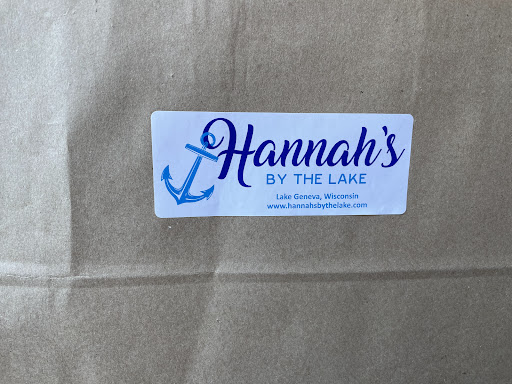 Hannah's
BY THE LAKE
Lake Geneva, Wisconsin
www.hannahsbythelake.com